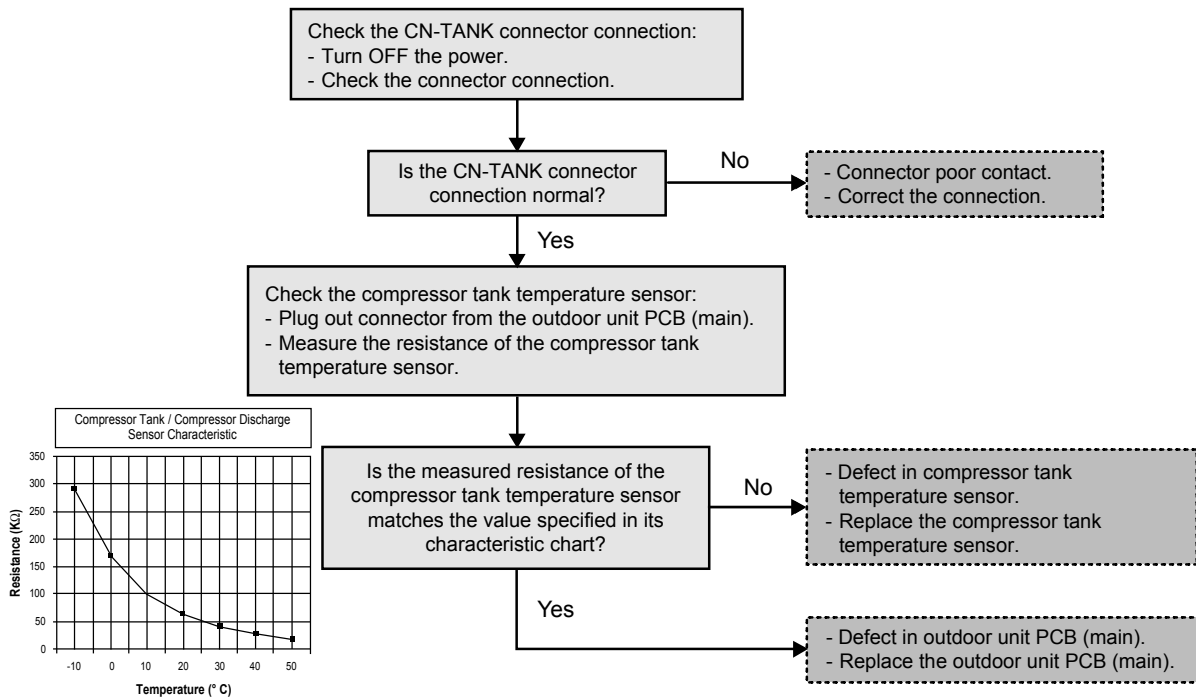 Check the CN-TANK connector connection:
- Turn OFF the power.
- Check the connector connection.
Is the CN-TANK connector
connection normal?
No
- Connector poor contact.
- Correct the connection.
Yes
Check the compressor tank temperature sensor:
- Plug out connector from the outdoor unit PCB (main).
- Measure the resistance of the compressor tank
temperature sensor.
Compressor Tank / Compressor Discharge
Sensor Characteristic
350
300
250
200
150
100
50
0
Resistance (KΩ)
-10 0 10 20 30 40 50
Temperature (° C)
Is the measured resistance of the
compressor tank temperature sensor
matches the value specified in its
characteristic chart?
No
- Defect in compressor tank
temperature sensor.
- Replace the compressor tank
temperature sensor.
Yes
- Defect in outdoor unit PCB (main).
- Replace the outdoor unit PCB (main).